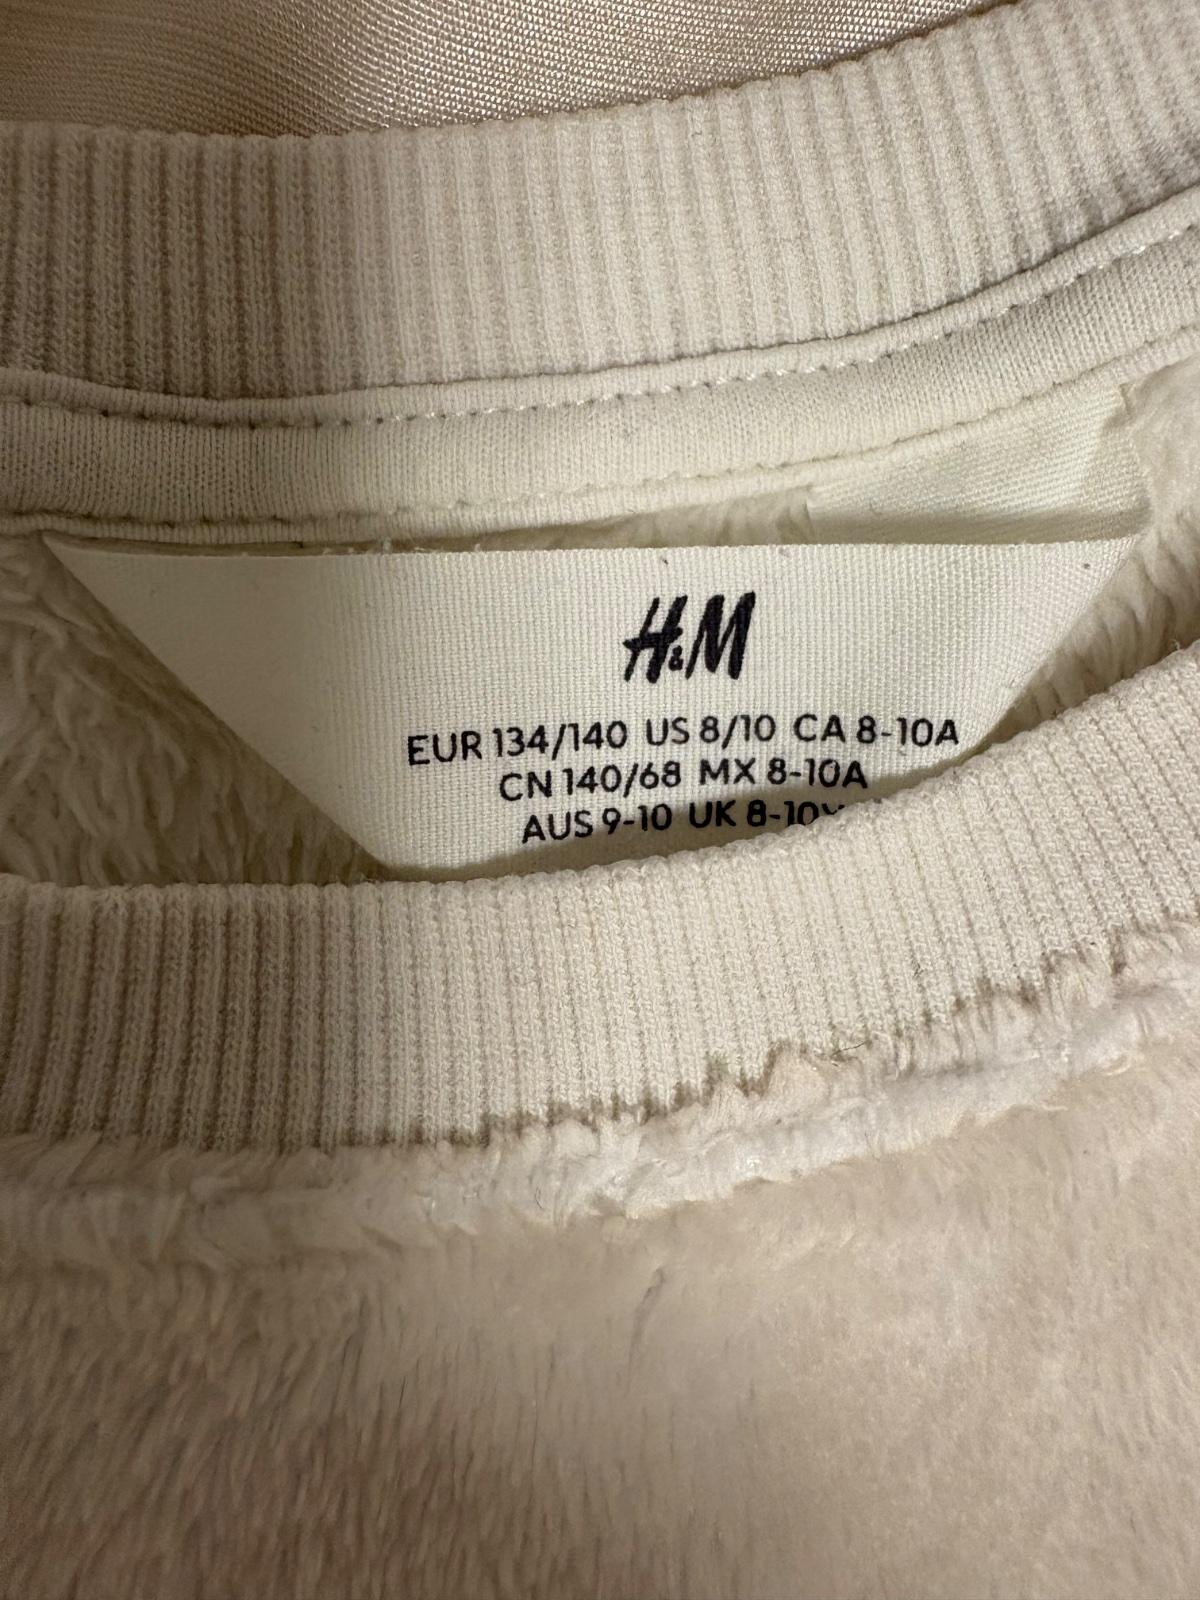 H&M
EUR 134/140 US 8/10 CA 8-10A
CN 140/68 MX 8-10A
AUS 9-10 UK 8-10Y